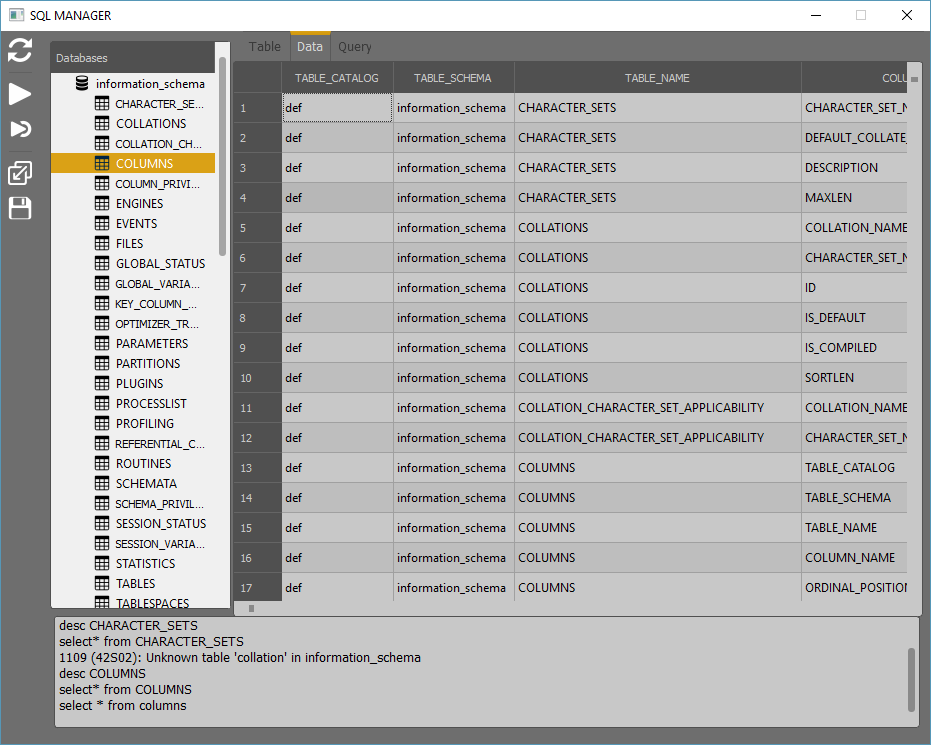 SQL MANAGER
Databases
information_schema
CHARACTER_SE...
COLLATIONS
COLLATION_CH...
COLUMNS
COLUMN_PRIVI...
ENGINES
EVENTS
FILES
GLOBAL_STATUS
GLOBAL_VARIA...
KEY_COLUMN_...
OPTIMIZER_TR...
PARAMETERS
PARTITIONS
PLUGINS
PROCESSLIST
PROFILING
REFERENTIAL_C...
ROUTINES
SCHEMATA
SCHEMA_PRIVIL...
SESSION_STATUS
SESSION_VARIA...
STATISTICS
TABLES
TABLESPACES
Table Data Query
TABLE_CATALOG TABLE_SCHEMA TABLE_NAME COLU
1 def information_schema CHARACTER_SETS CHARACTER_SET_N
2 def information_schema CHARACTER_SETS DEFAULT_COLLATE_
3 def information_schema CHARACTER_SETS DESCRIPTION
4 def information_schema CHARACTER_SETS MAXLEN
5 def information_schema COLLATIONS COLLATION_NAME
6 def information_schema COLLATIONS CHARACTER_SET_N
7 def information_schema COLLATIONS ID
8 def information_schema COLLATIONS IS_DEFAULT
9 def information_schema COLLATIONS IS_COMPILED
10 def information_schema COLLATIONS SORTLEN
11 def information_schema COLLATION_CHARACTER_SET_APPLICABILITY COLLATION_NAME
12 def information_schema COLLATION_CHARACTER_SET_APPLICABILITY CHARACTER_SET_N
13 def information_schema COLUMNS TABLE_CATALOG
14 def information_schema COLUMNS TABLE_SCHEMA
15 def information_schema COLUMNS TABLE_NAME
16 def information_schema COLUMNS COLUMN_NAME
17 def information_schema COLUMNS ORDINAL_POSITION
desc CHARACTER_SETS
select* from CHARACTER_SETS
1109 (42S02): Unknown table 'collation' in information_schema
desc COLUMNS
select* from COLUMNS
select * from columns